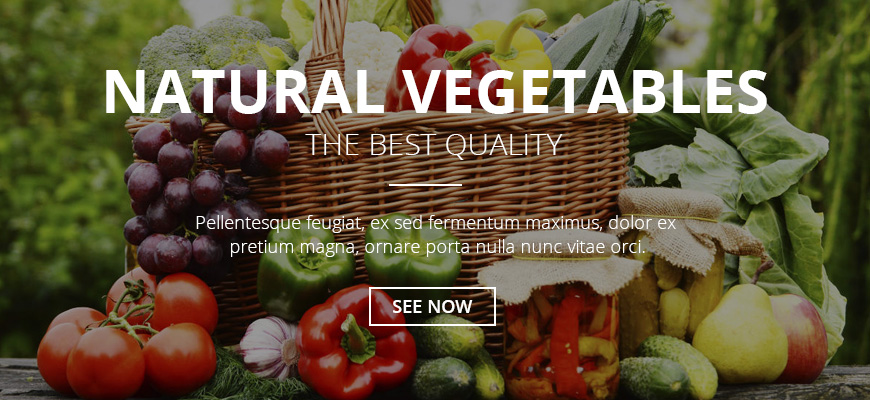 NATURAL VEGETABLES
THE BEST QUALITY
Pellentesque feugiat, ex sed fermentum maximus, dolor ex
pretium magna, ornare porta nulla nunc vitae orci.
SEE NOW